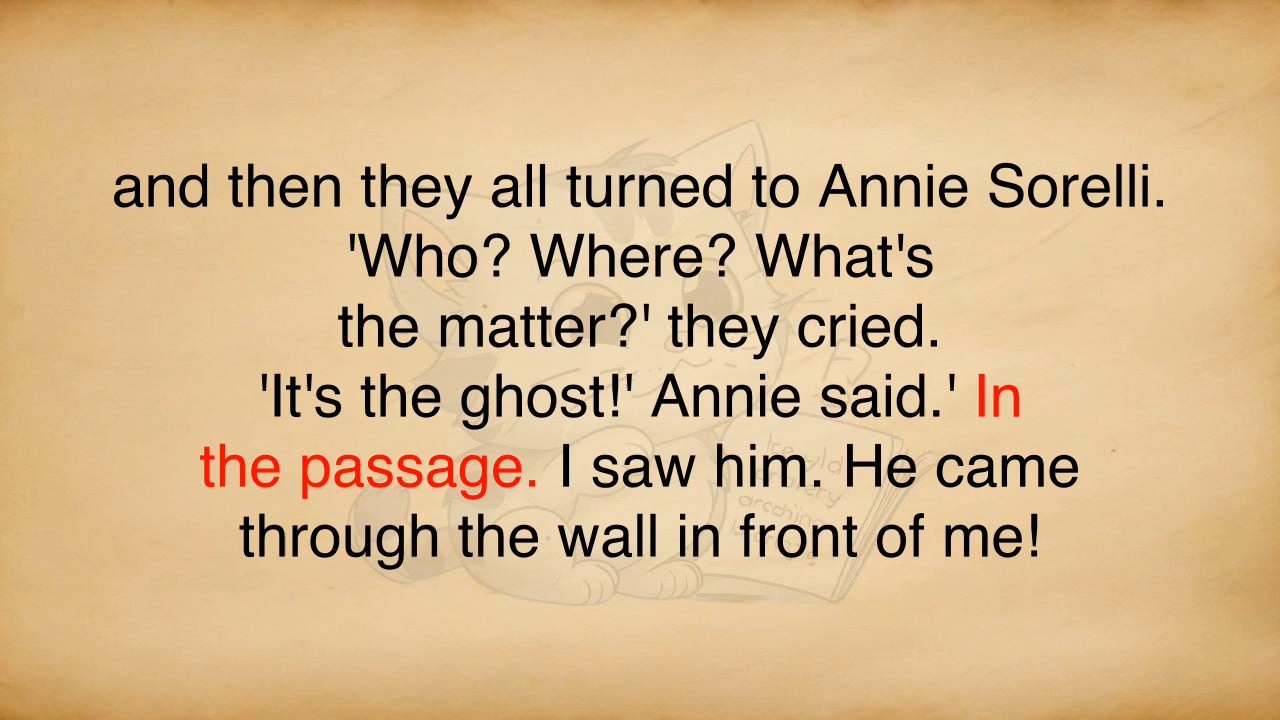 and then they all turned to Annie Sorelli.
'Who? Where? What's
the matter?' they cried.
'It's the ghost!' Annie said.' In
the passage. I saw him. He came
through the wall in front of me!